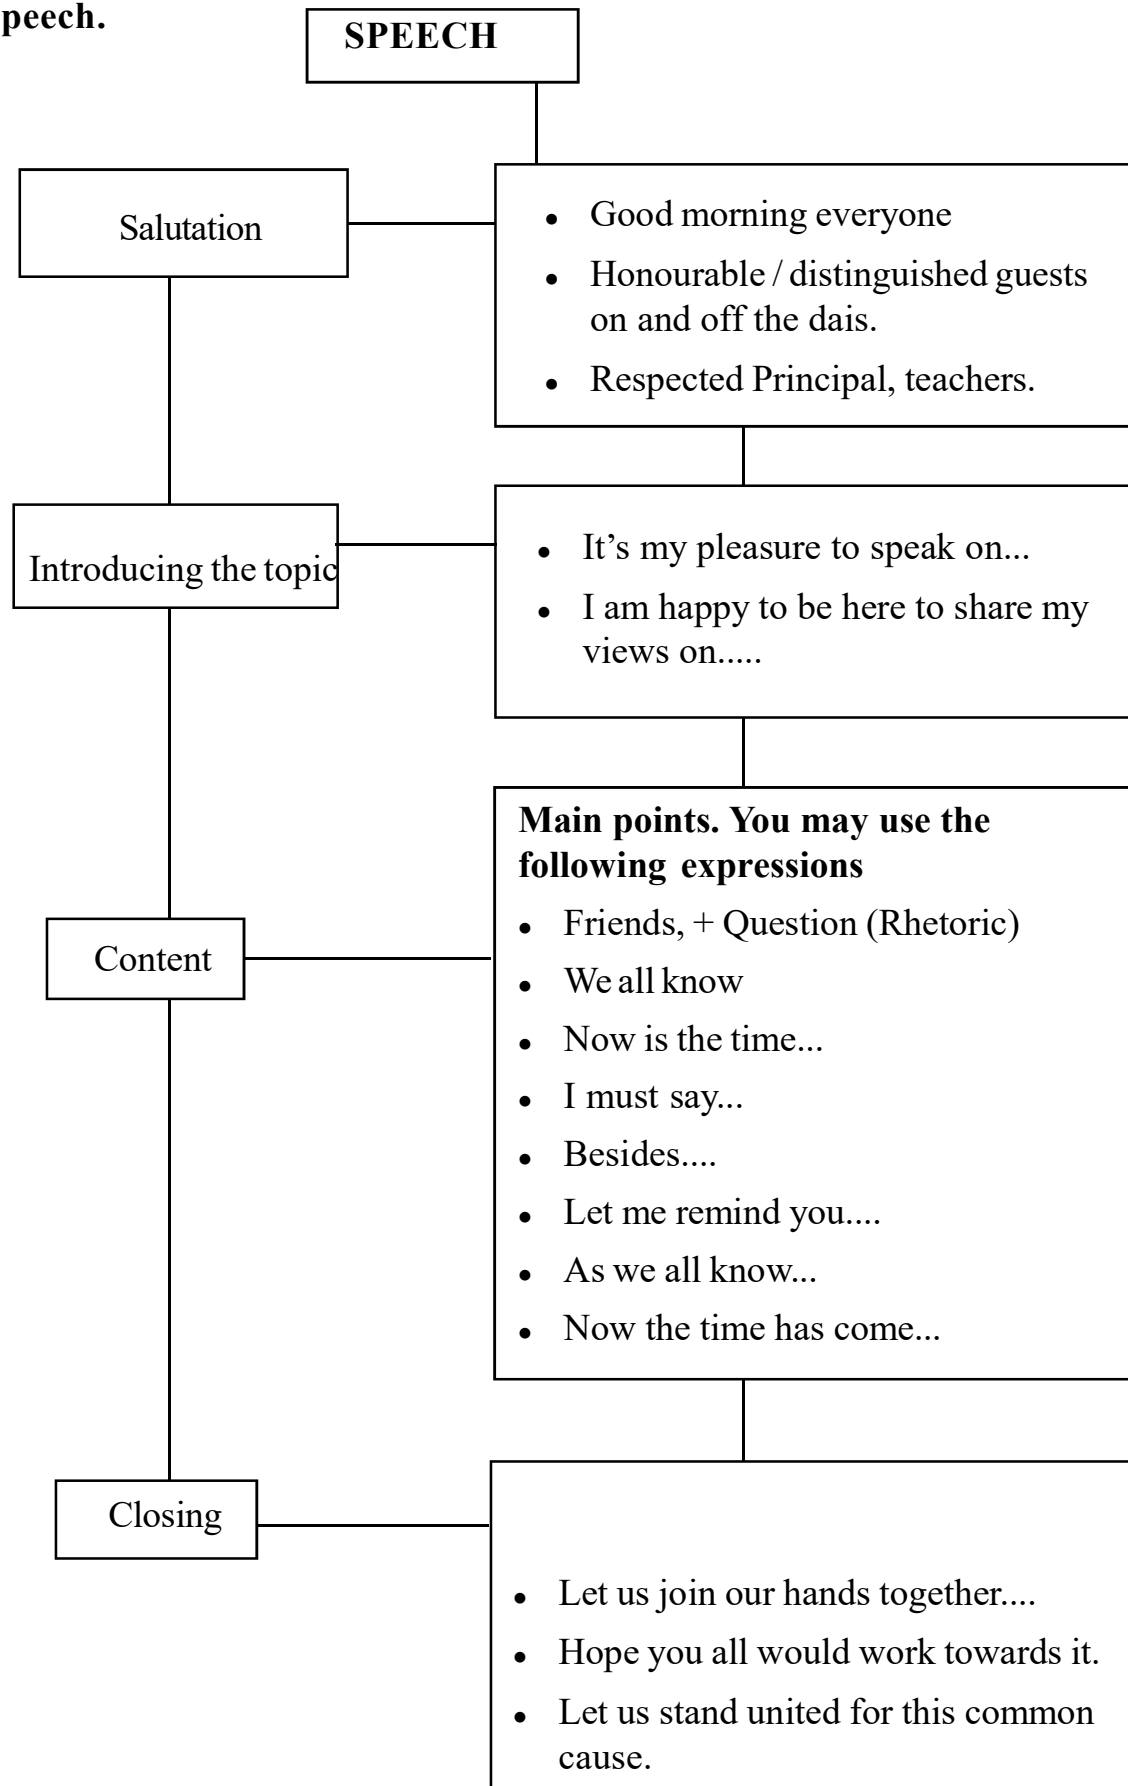 peech.
SPEECH
Salutation
• Good morning everyone
• Honourable / distinguished guests
on and off the dais.
• Respected Principal, teachers.
Introducing the topic
• It’s my pleasure to speak on...
• I am happy to be here to share my
views on.....
Content
Main points. You may use the
following expressions
• Friends, + Question (Rhetoric)
• We all know
• Now is the time...
• I must say...
• Besides....
• Let me remind you....
• As we all know...
• Now the time has come...
Closing
• Let us join our hands together....
• Hope you all would work towards it.
• Let us stand united for this common
cause.